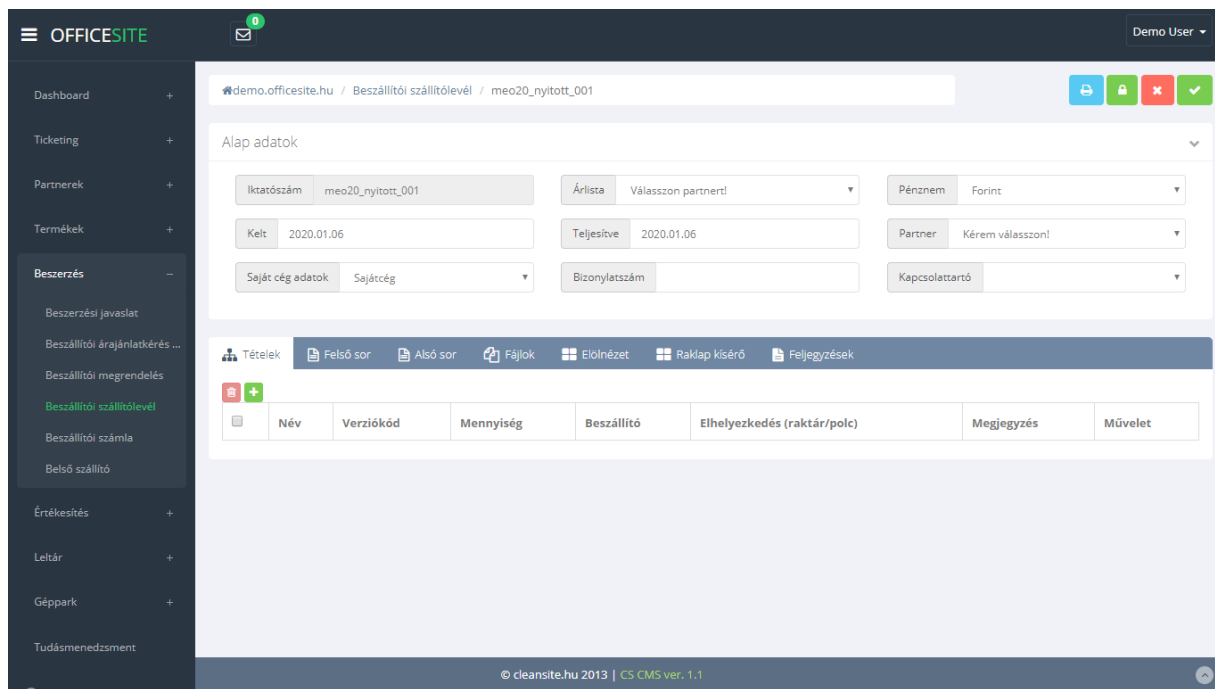 OFFICESITE
0
Demo User
Dashboard +
Ticketing +
Partnerek +
Termékek +
Beszerzés −
Beszerzési javaslat
Beszállítói árajánlatkérés ...
Beszállítói megrendelés
Beszállítói szállítólevél
Beszállítói számla
Belső szállító
Értékesítés +
Leltár +
Géppark +
Tudásmenedzsment
demo.officesite.hu / Beszállítói szállítólevél / meo20_nyitott_001
Alap adatok
Iktatószám meo20_nyitott_001 Árlista Válasszon partnert! Pénznem Forint
Kelt 2020.01.06 Teljesítve 2020.01.06 Partner Kérem válasszon!
Saját cég adatok Sajátcég Bizonylatszám Kapcsolattartó
Tételek Felső sor Alsó sor Fájlok Elölnézet Raklap kísérő Feljegyzések
Név Verziókód Mennyiség Beszállító Elhelyezkedés (raktár/polc) Megjegyzés Művelet
© cleansite.hu 2013 | CS CMS ver. 1.1